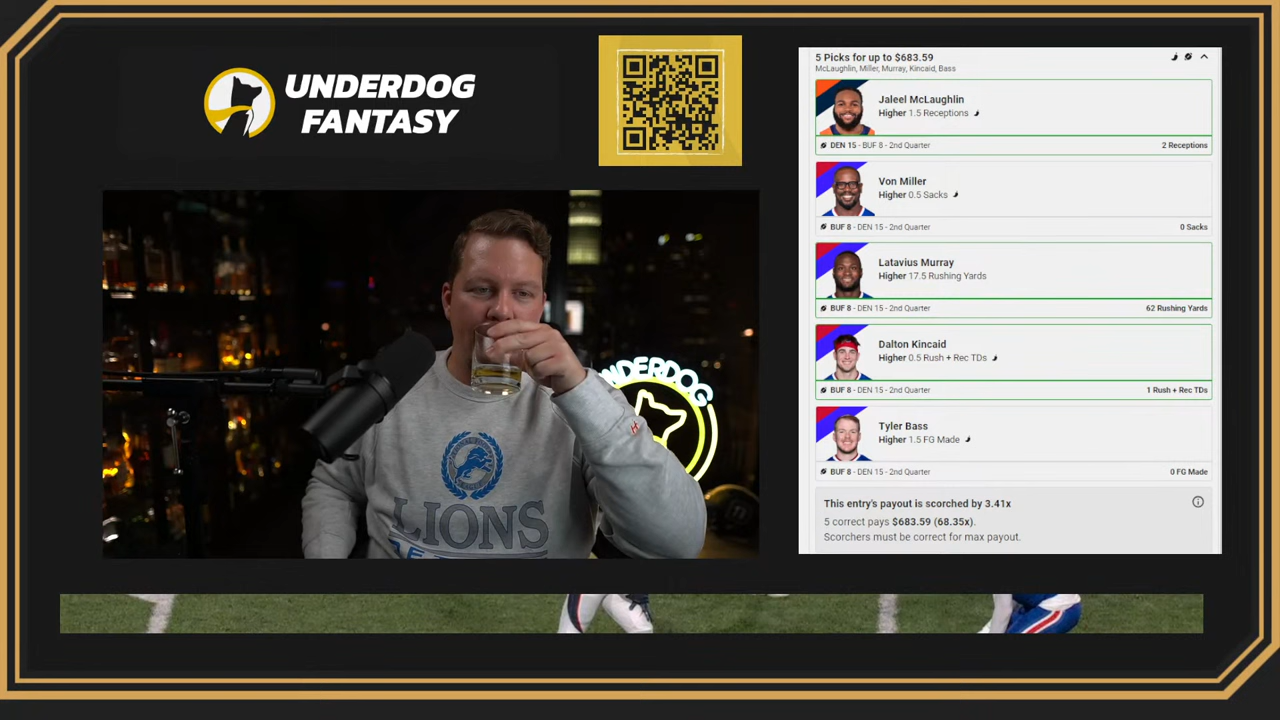 UNDERDOG
FANTASY
5 Picks for up to $683.59
McLaughlin, Miller, Murray, Kincaid, Bass
Jaleel McLaughlin
Higher 1.5 Receptions
DEN 15 - BUF 8 - 2nd Quarter
2 Receptions
Von Miller
Higher 0.5 Sacks
BUF 8 - DEN 15 - 2nd Quarter
0 Sacks
Latavius Murray
Higher 17.5 Rushing Yards
BUF 8 - DEN 15 - 2nd Quarter
62 Rushing Yards
Dalton Kincaid
Higher 0.5 Rush + Rec TDs
BUF 8 - DEN 15 - 2nd Quarter
1 Rush + Rec TDs
Tyler Bass
Higher 1.5 FG Made
BUF 8 - DEN 15 - 2nd Quarter
0 FG Made
This entry's payout is scorched by 3.41x
5 correct pays $683.59 (68.35x).
Scorchers must be correct for max payout.
UNDERDOG
LIONS